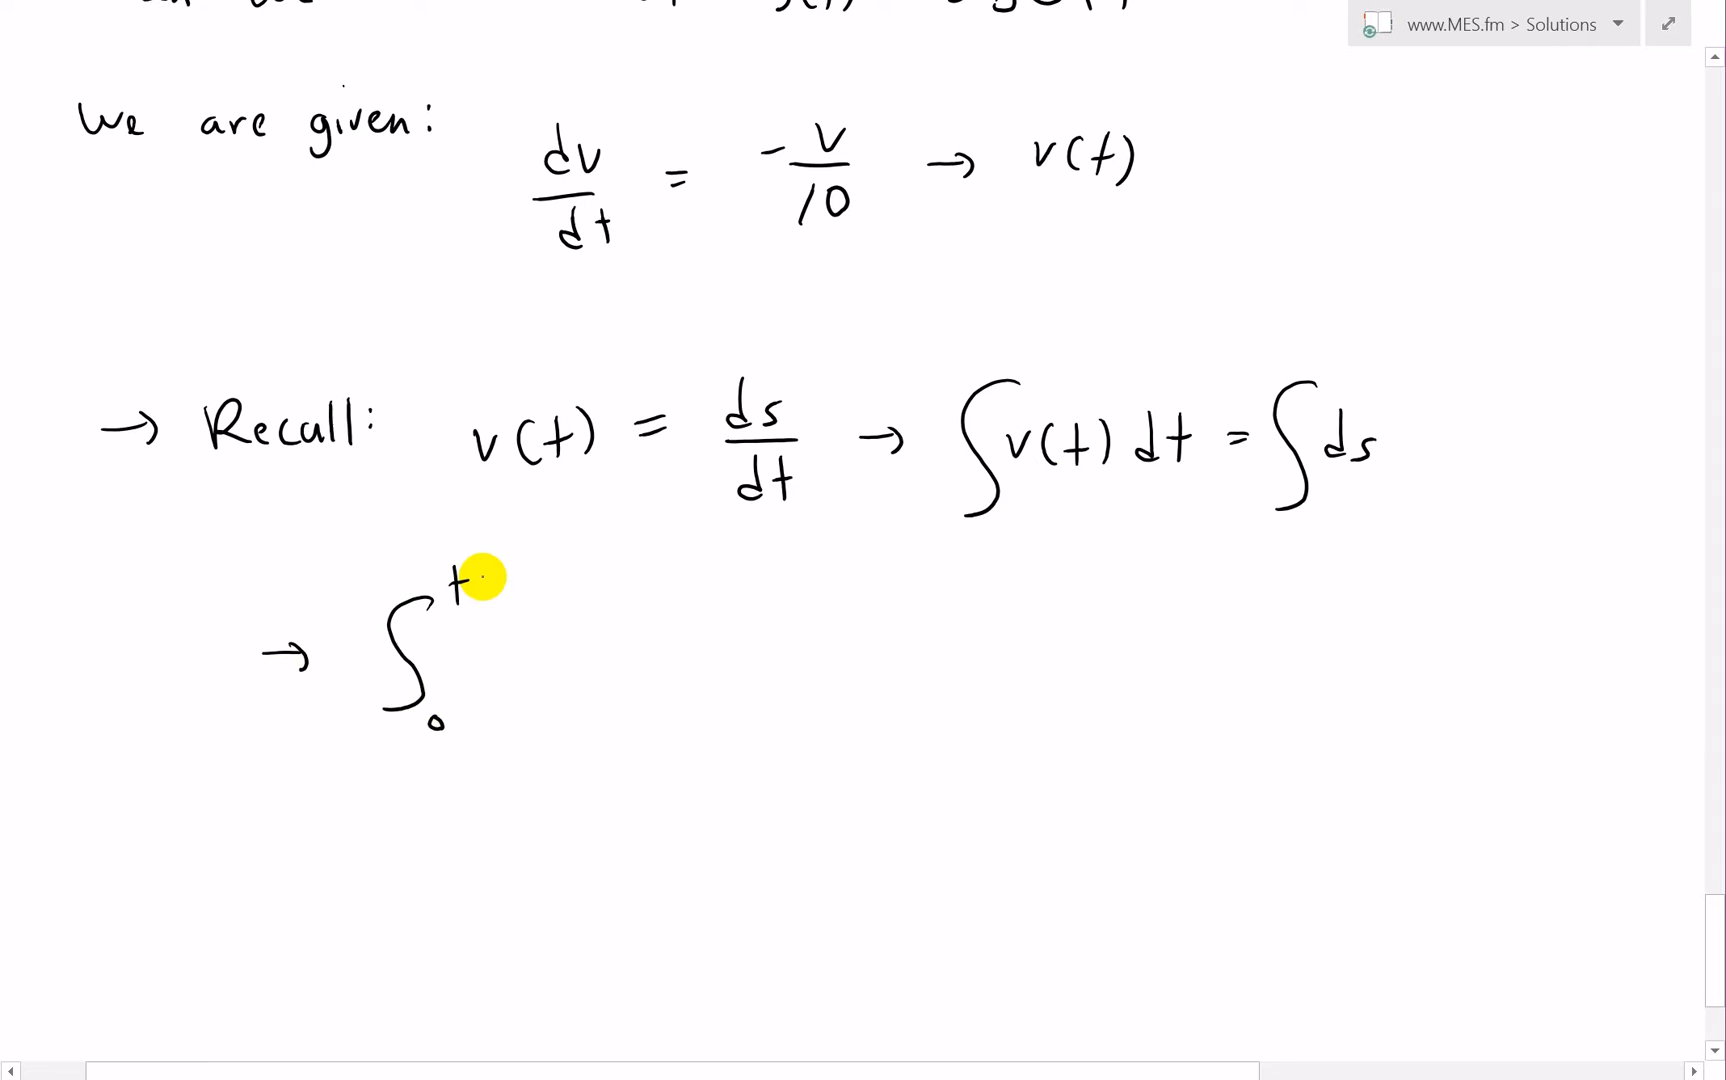 www.MES.fm > Solutions
We are given: dv/dt = -v/10 → v(t)
→ Recall: v(t) = ds/dt → ∫v(t) dt = ∫ds
→ ∫₀ᵗ